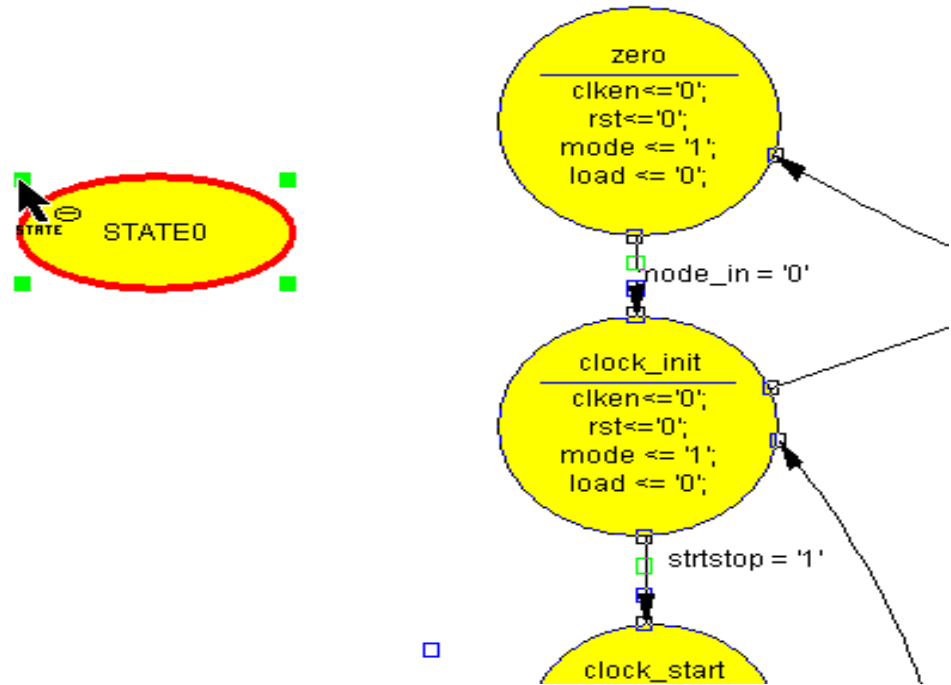 zero
clken<='0';
rst<='0';
mode <= '1';
load <= '0';
STATE
STATE0
mode_in = '0'
clock_init
clken<='0';
rst<='0';
mode <= '1';
load <= '0';
strtstop = '1'
clock_start